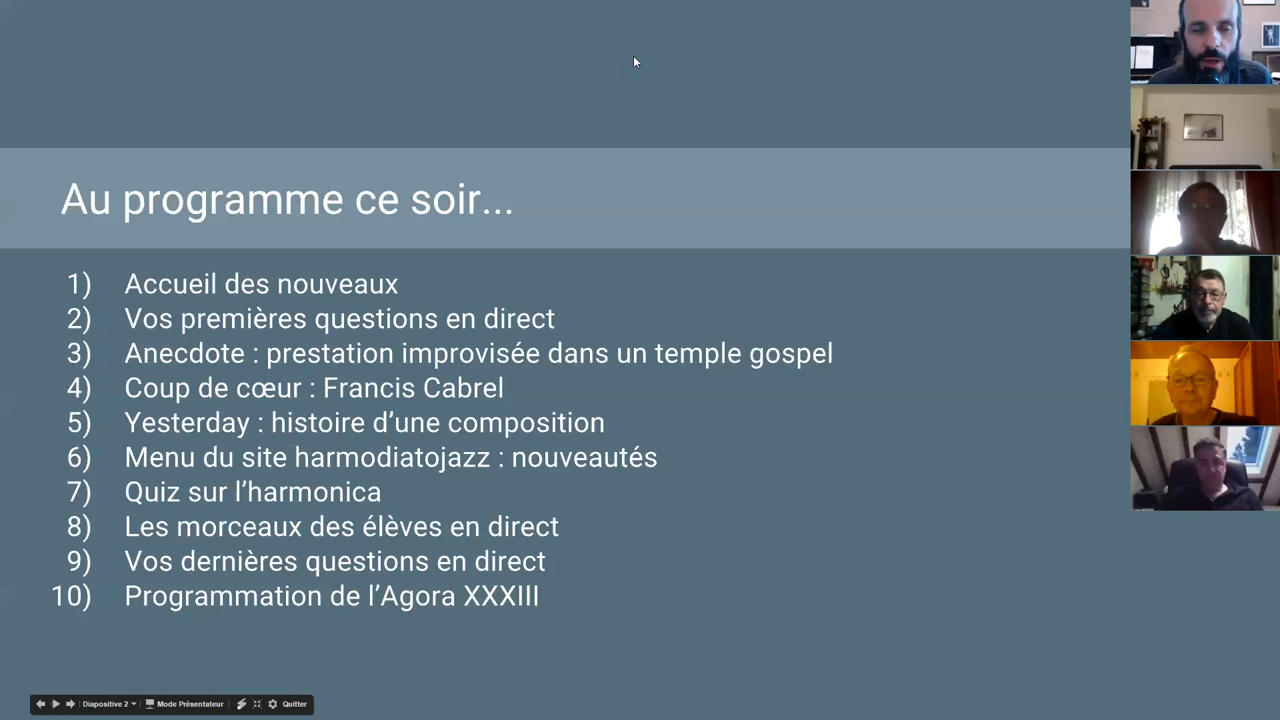 Au programme ce soir...
1) Accueil des nouveaux
2) Vos premières questions en direct
3) Anecdote : prestation improvisée dans un temple gospel
4) Coup de cœur : Francis Cabrel
5) Yesterday : histoire d’une composition
6) Menu du site harmodiatojazz : nouveautés
7) Quiz sur l’harmonica
8) Les morceaux des élèves en direct
9) Vos dernières questions en direct
10) Programmation de l’Agora XXXIII
Diapositive 2 Mode Présentateur Quitter